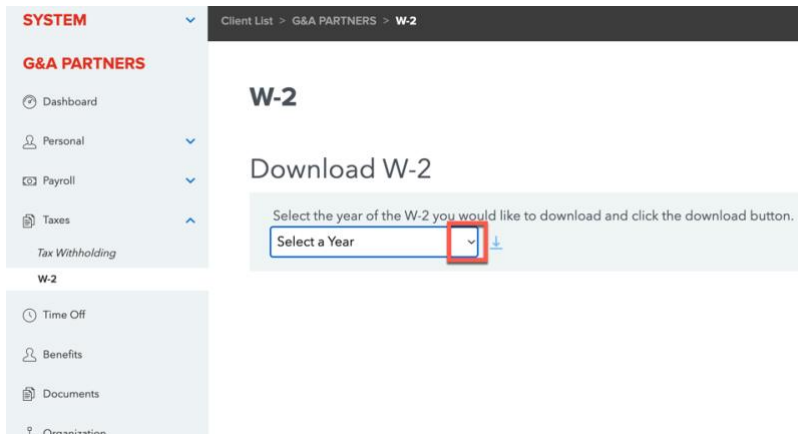 SYSTEM
Client List > G&A PARTNERS > W-2
G&A PARTNERS
Dashboard
Personal
Payroll
Taxes
Tax Withholding
W-2
Time Off
Benefits
Documents
Organization
W-2
Download W-2
Select the year of the W-2 you would like to download and click the download button.
Select a Year